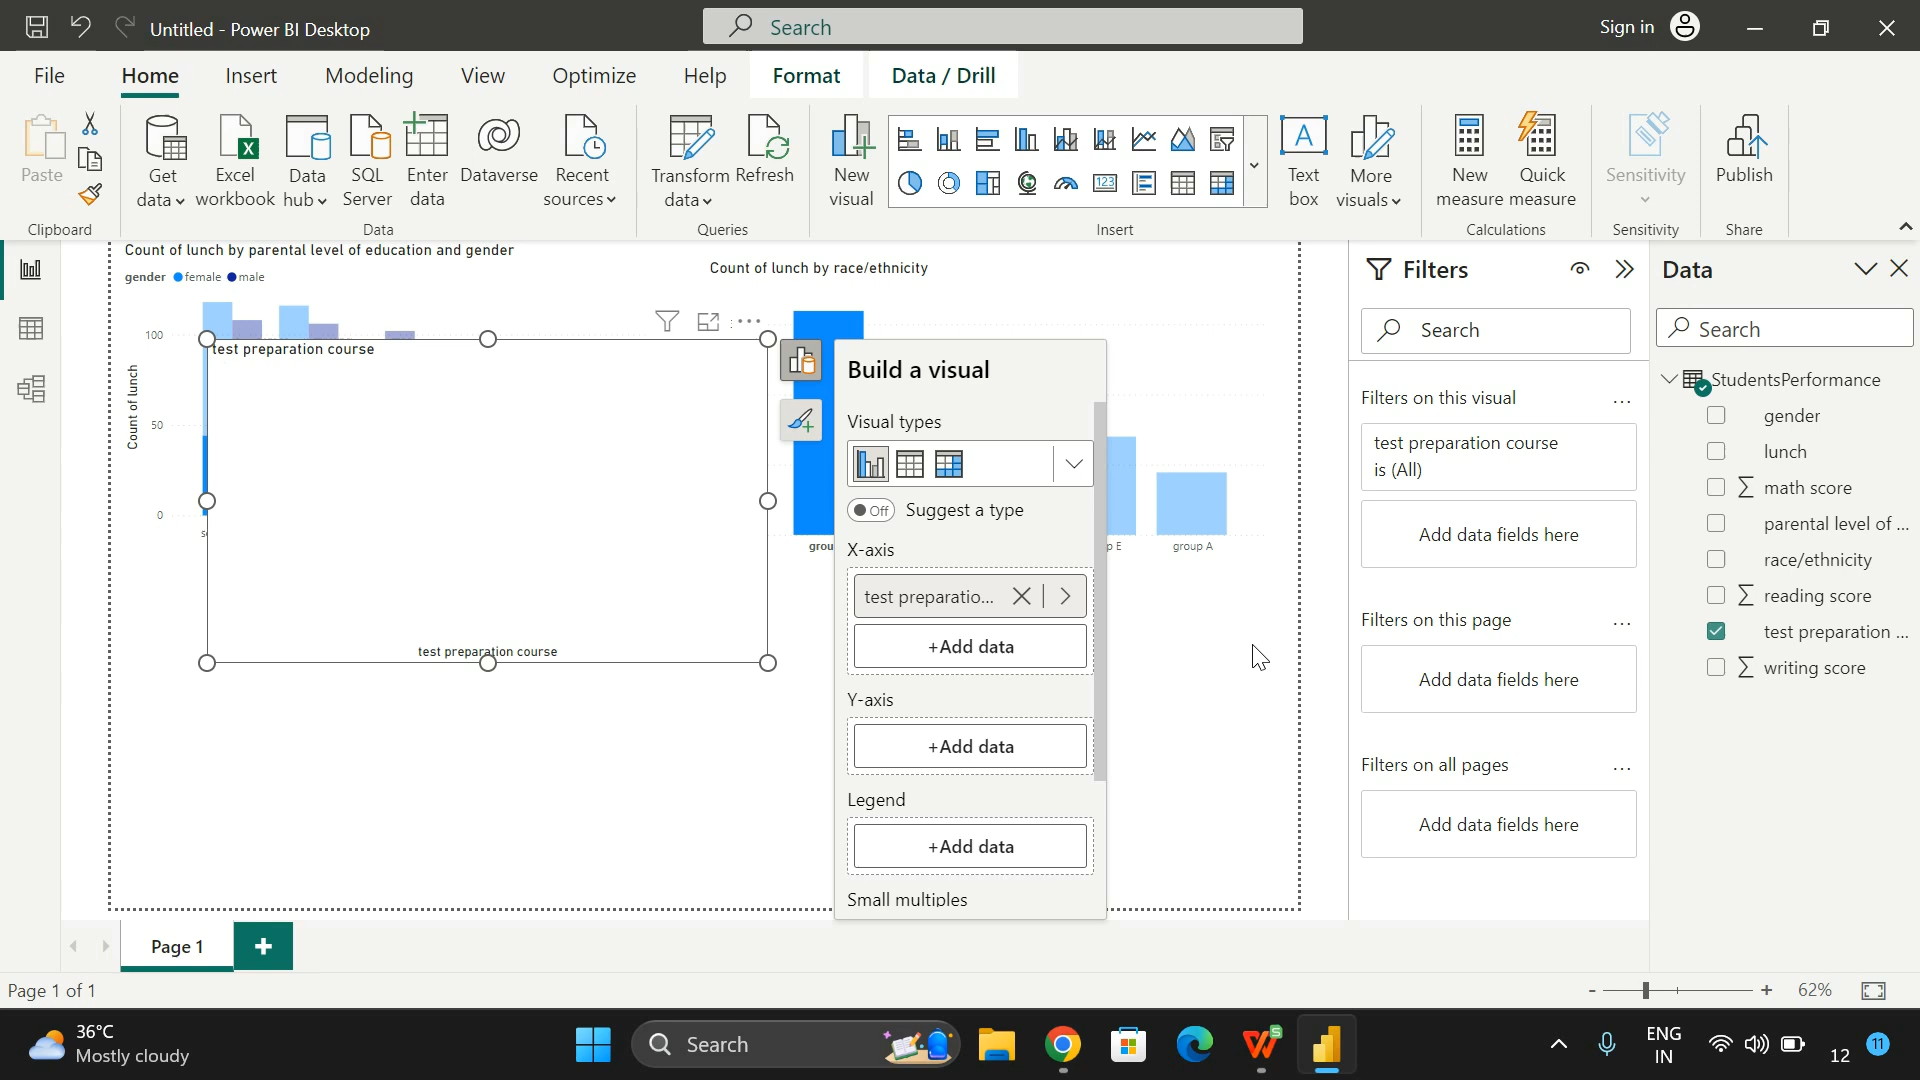 Untitled - Power BI Desktop
Search
Sign in
File
Home
Insert
Modeling
View
Optimize
Help
Format
Data / Drill
Paste
Clipboard
Get data
Excel workbook
Data hub
SQL Server
Enter data
Dataverse
Recent sources
Data
Transform data
Refresh
Queries
New visual
123
A
Text box
More visuals
Insert
New measure
Quick measure
Calculations
Sensitivity
Sensitivity
Publish
Share
Count of lunch by parental level of education and gender
gender female male
Count of lunch
100
50
0
Count of lunch by race/ethnicity
group A
test preparation course
test preparation course
Build a visual
Visual types
Off Suggest a type
X-axis
test preparatio...
+Add data
Y-axis
+Add data
Legend
+Add data
Small multiples
Filters
Search
Filters on this visual ...
test preparation course
is (All)
Add data fields here
Filters on this page ...
Add data fields here
Filters on all pages ...
Add data fields here
Data
Search
StudentsPerformance
gender
lunch
math score
parental level of ...
race/ethnicity
reading score
test preparation ...
writing score
Page 1
Page 1 of 1
- + 62%
36°C
Mostly cloudy
Search
ENG
IN
12
11